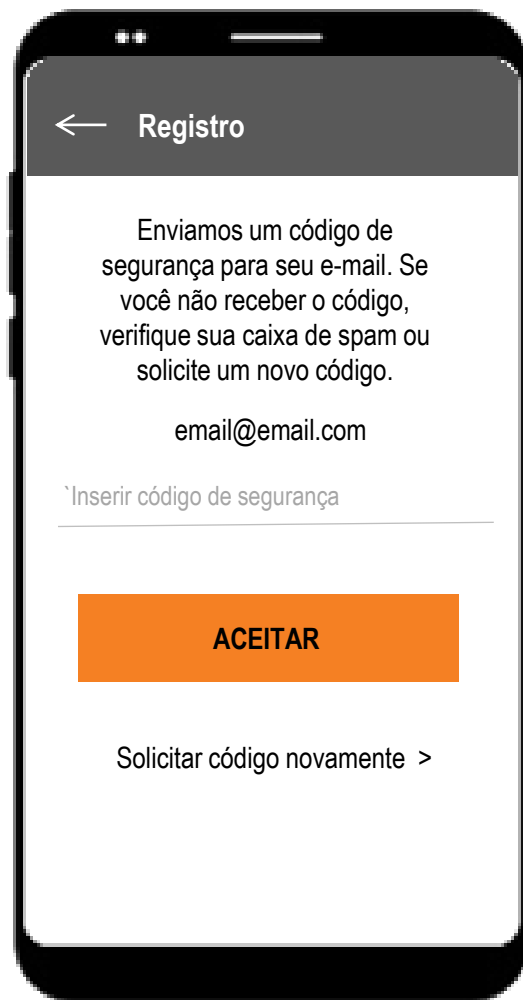 Registro
Enviamos um código de
segurança para seu e-mail. Se
você não receber o código,
verifique sua caixa de spam ou
solicite um novo código.
email@email.com
`Inserir código de segurança
ACEITAR
Solicitar código novamente >